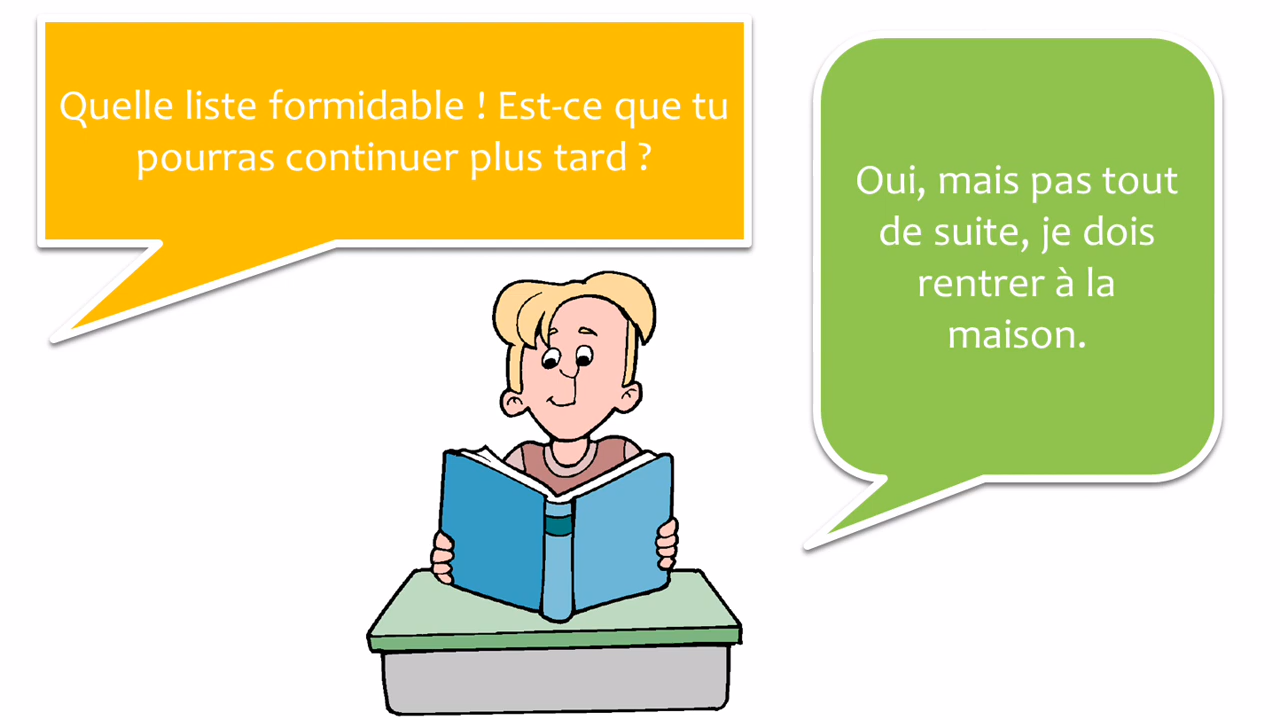 Quelle liste formidable ! Est-ce que tu
pourras continuer plus tard ?
Oui, mais pas tout
de suite, je dois
rentrer à la
maison.